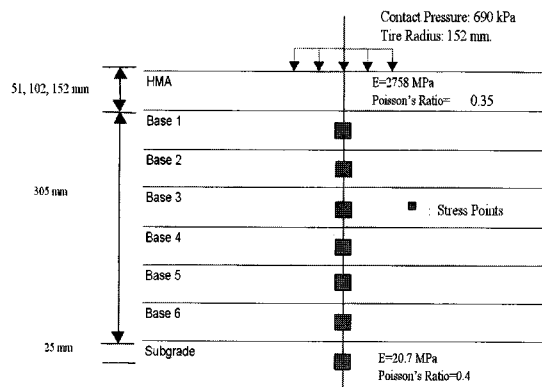 Contact Pressure: 690 kPa
Tire Radius: 152 mm.
HMA
E=2758 MPa
Poisson's Ratio= 0.35
51, 102, 152 mm
Base 1
Base 2
305 mm
Base 3
: Stress Points
Base 4
Base 5
Base 6
25 mm
Subgrade
E=20.7 MPa
Poisson's Ratio=0.4